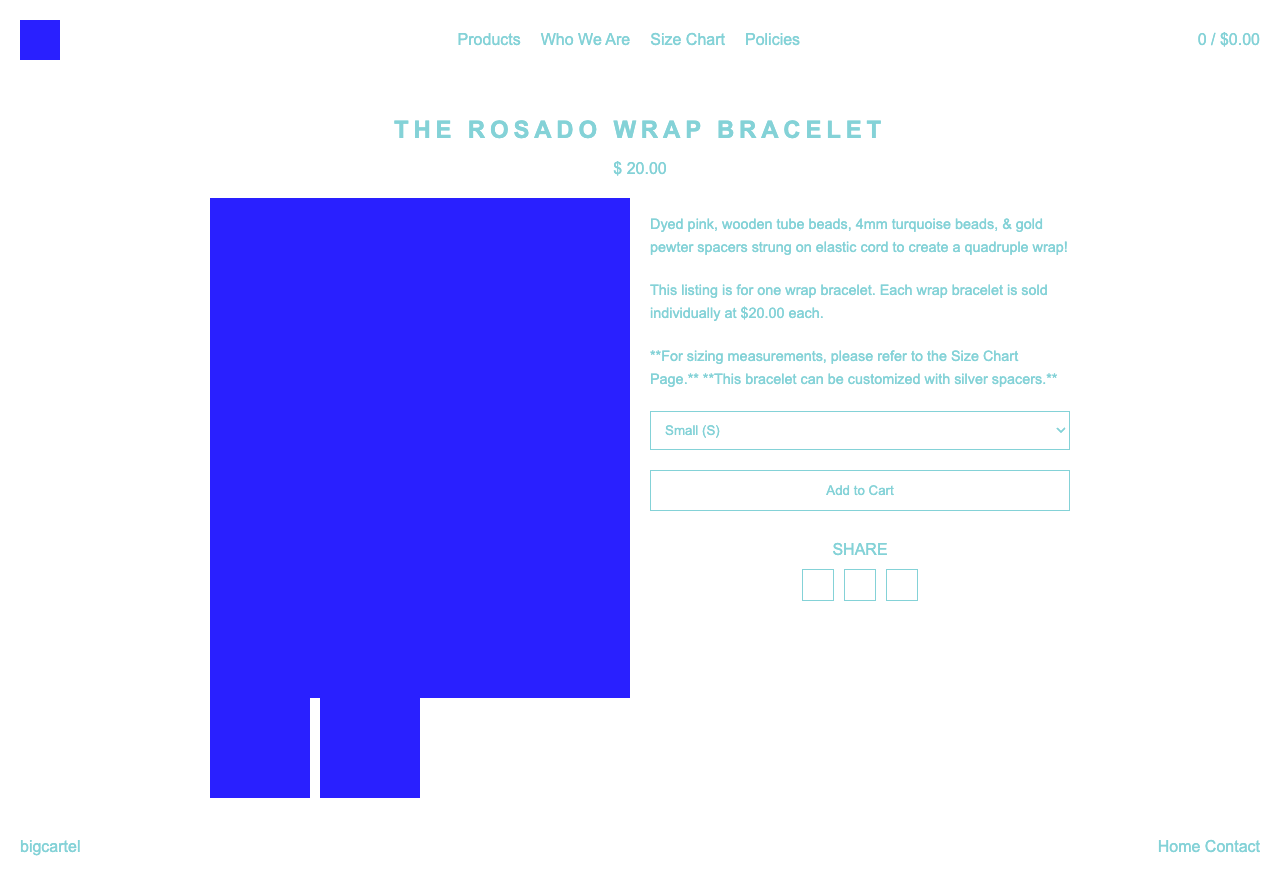 Products Who We Are Size Chart Policies 0 / $0.00
THE ROSADO WRAP BRACELET
$ 20.00
Dyed pink, wooden tube beads, 4mm turquoise beads, & gold
pewter spacers strung on elastic cord to create a quadruple wrap!
This listing is for one wrap bracelet. Each wrap bracelet is sold
individually at $20.00 each.
**For sizing measurements, please refer to the Size Chart
Page.** **This bracelet can be customized with silver spacers.**
Small (S)
Add to Cart
SHARE
bigcartel Home Contact